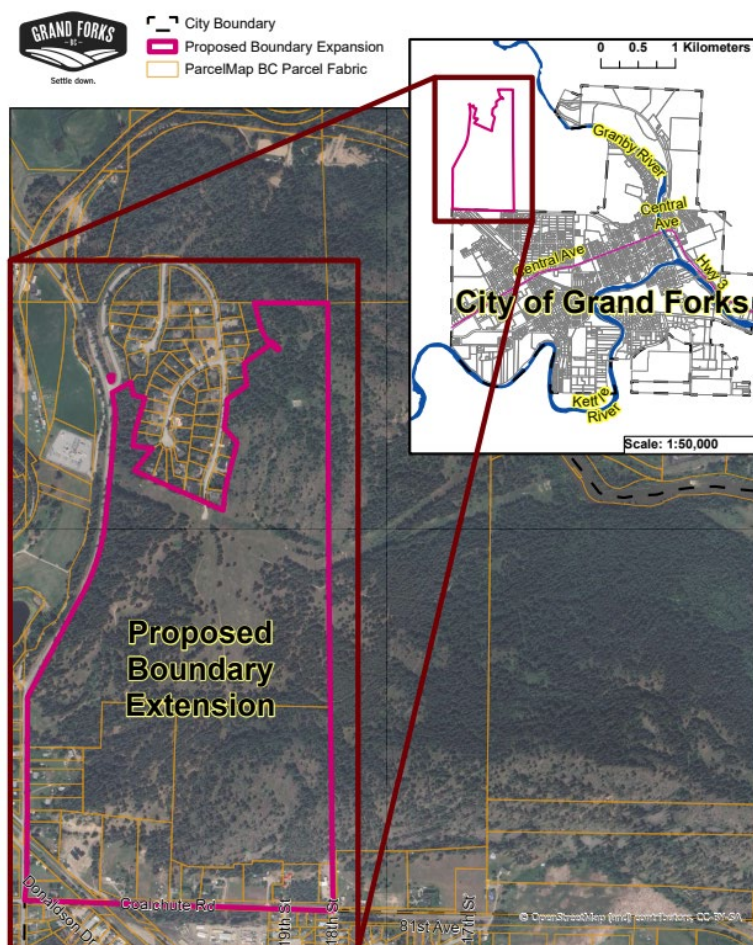 GRAND FORKS
BC
Settle down.
City Boundary
Proposed Boundary Expansion
ParcelMap BC Parcel Fabric
0 0.5 1 Kilometers
Granby River
Central
Ave
Central Ave
Hwy 3
City of Grand Forks
Kettle
River
Scale: 1:50,000
Proposed
Boundary
Extension
Donaldson Dr
Coalchute Rd
19th St
18th St
81st Ave
17th St
© OpenStreetMap (and) contributors, CC-BY-SA